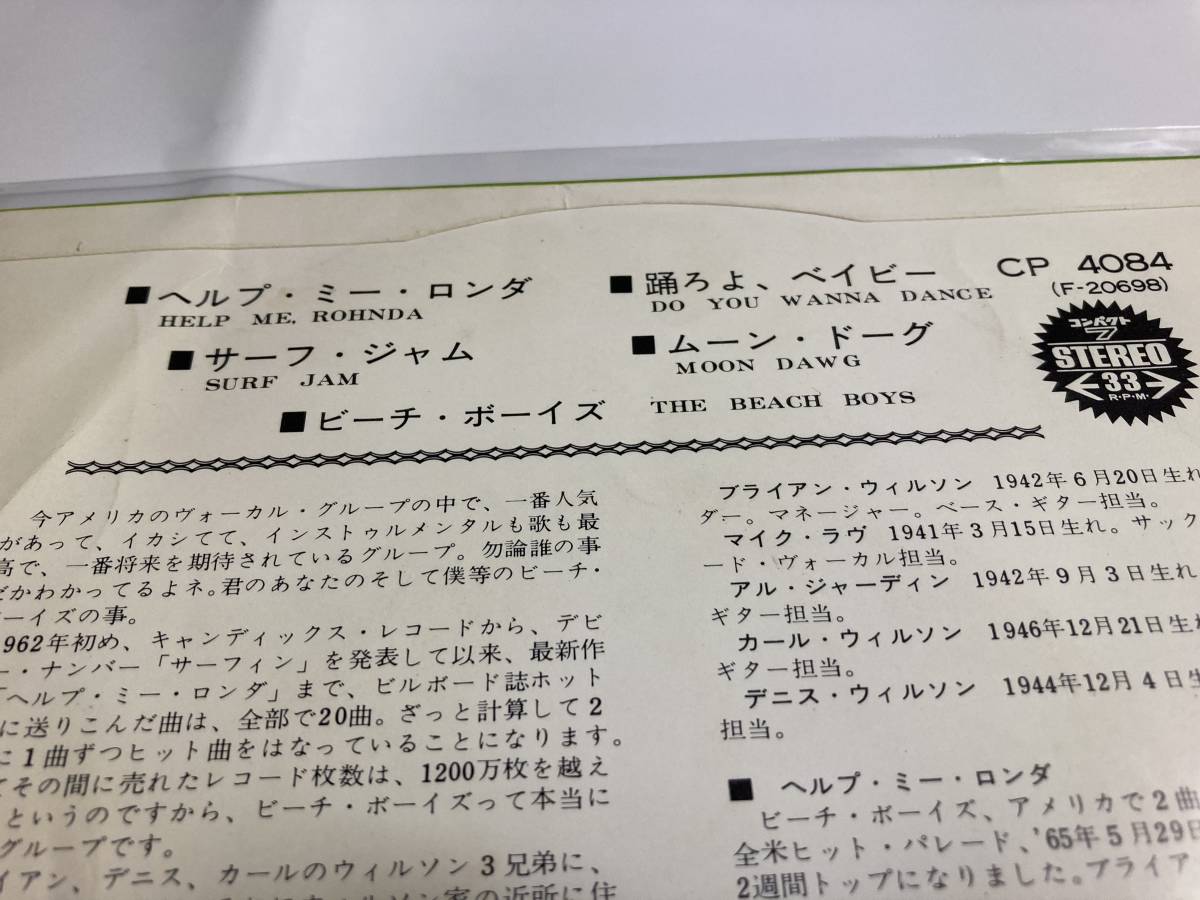 ■ ヘルプ・ミー・ロンダ
HELP ME, ROHNDA
■ 踊ろよ、ベイビー
DO YOU WANNA DANCE
CP 4084
(F-20698)
■ サーフ・ジャム
SURF JAM
■ ムーン・ドーグ
MOON DAWG
コンパクト
7
STEREO
33
R・P・M・
■ ビーチ・ボーイズ THE BEACH BOYS
今アメリカのヴォーカル・グループの中で、一番人気
があって、イカシてて、インストゥルメンタルも歌も最
高で、一番将来を期待されているグループ。勿論誰の事
だかわかってるよネ。君のあなたのそして僕等のビーチ・
ボーイズの事。
1962年初め、キャンディックス・レコードから、デビ
ー・ナンバー「サーフィン」を発表して以来、最新作
「ヘルプ・ミー・ロンダ」まで、ビルボード誌ホット
に送りこんだ曲は、全部で20曲。ざっと計算して2
に1曲ずつヒット曲をはなっていることになります。
てその間に売れたレコード枚数は、1200万枚を越え
というのですから、ビーチ・ボーイズって本当に
グループです。
イアン、デニス、カールのウィルソン3兄弟に、
ウィルソン家の近所に住
ブライアン・ウィルソン 1942年6月20日生れ
ダー。マネージャー。ベース・ギター担当。
マイク・ラヴ 1941年3月15日生れ。サック
ード・ヴォーカル担当。
アル・ジャーディン 1942年9月3日生れ
ギター担当。
カール・ウィルソン 1946年12月21日生れ
ギター担当。
デニス・ウィルソン 1944年12月4日生
担当。
■ ヘルプ・ミー・ロンダ
ビーチ・ボーイズ、アメリカで2曲
全米ヒット・パレード、'65年5月29日
2週間トップになりました。ブライア